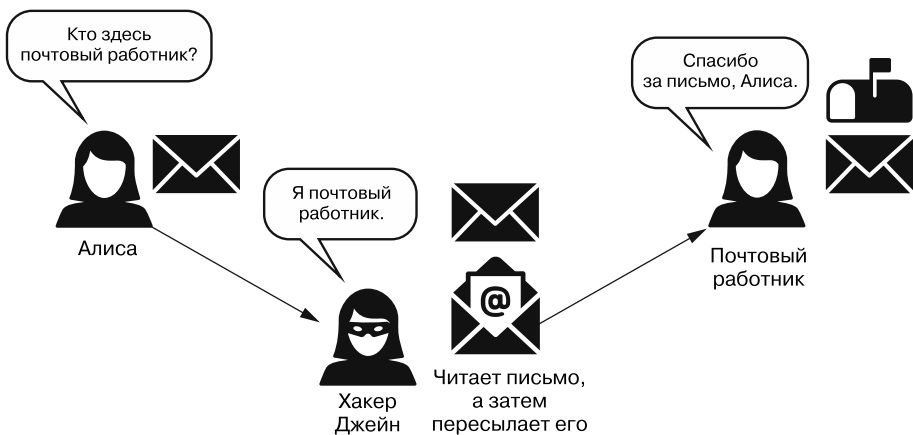 Кто здесь
почтовый работник?
Алиса
Я почтовый
работник.
Хакер
Джейн
@
Читает письмо,
а затем
пересылает его
Спасибо
за письмо, Алиса.
Почтовый
работник